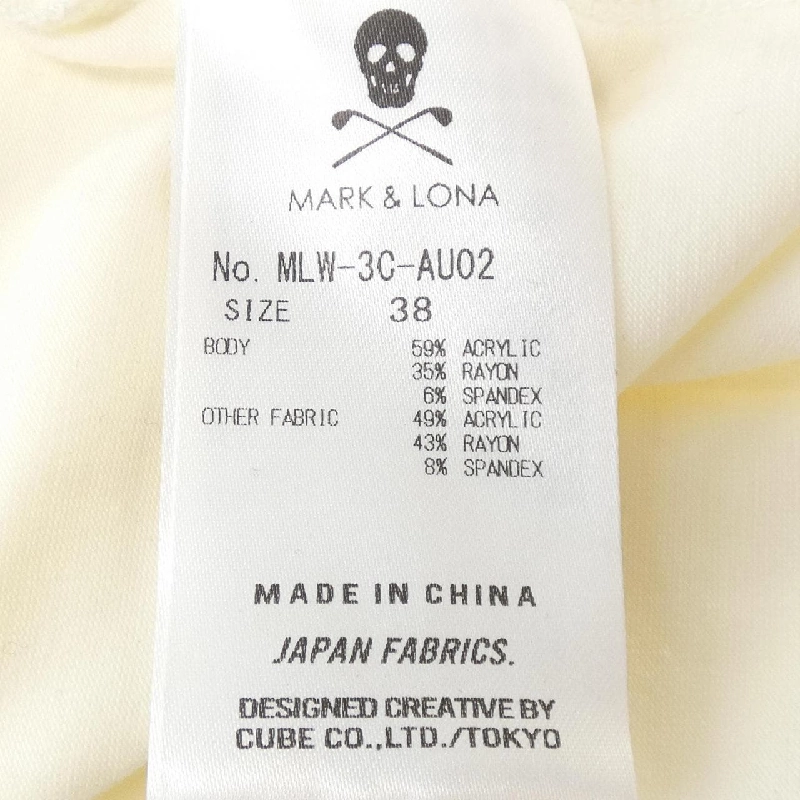 MARK & LONA
No. MLW-3C-AU02
SIZE 38
BODY 59% ACRYLIC
35% RAYON
6% SPANDEX
OTHER FABRIC 49% ACRYLIC
43% RAYON
8% SPANDEX
MADE IN CHINA
JAPAN FABRICS.
DESIGNED CREATIVE BY
CUBE CO.,LTD./TOKYO